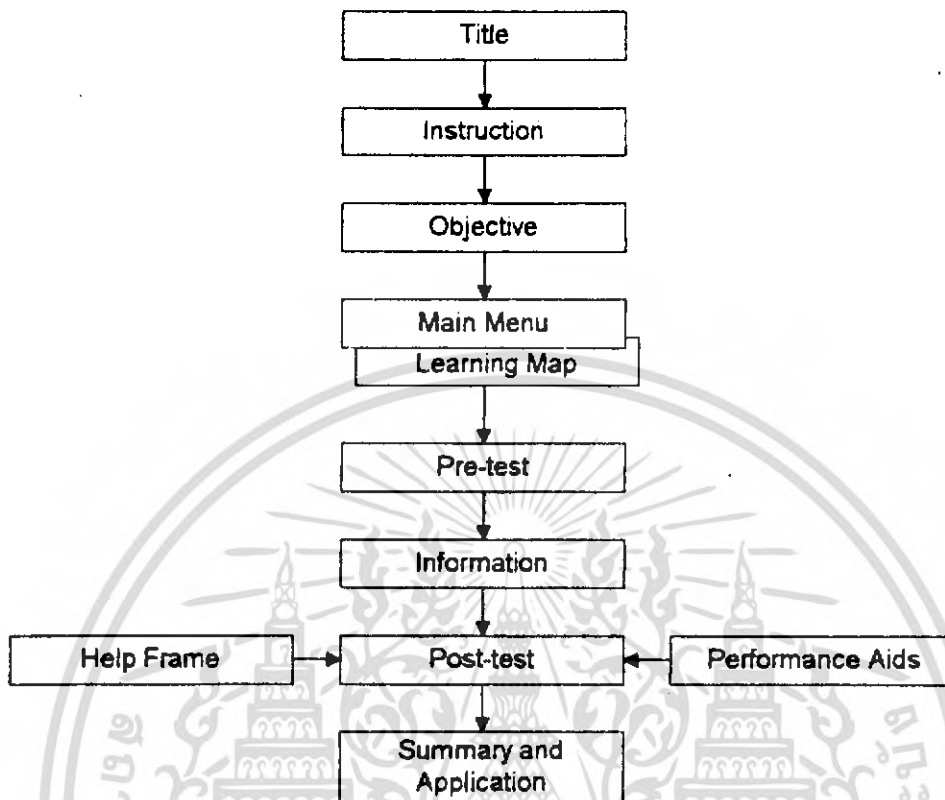 Title
Instruction
Objective
Main Menu
Learning Map
Pre-test
Information
Help Frame
Post-test
Performance Aids
Summary and
Application